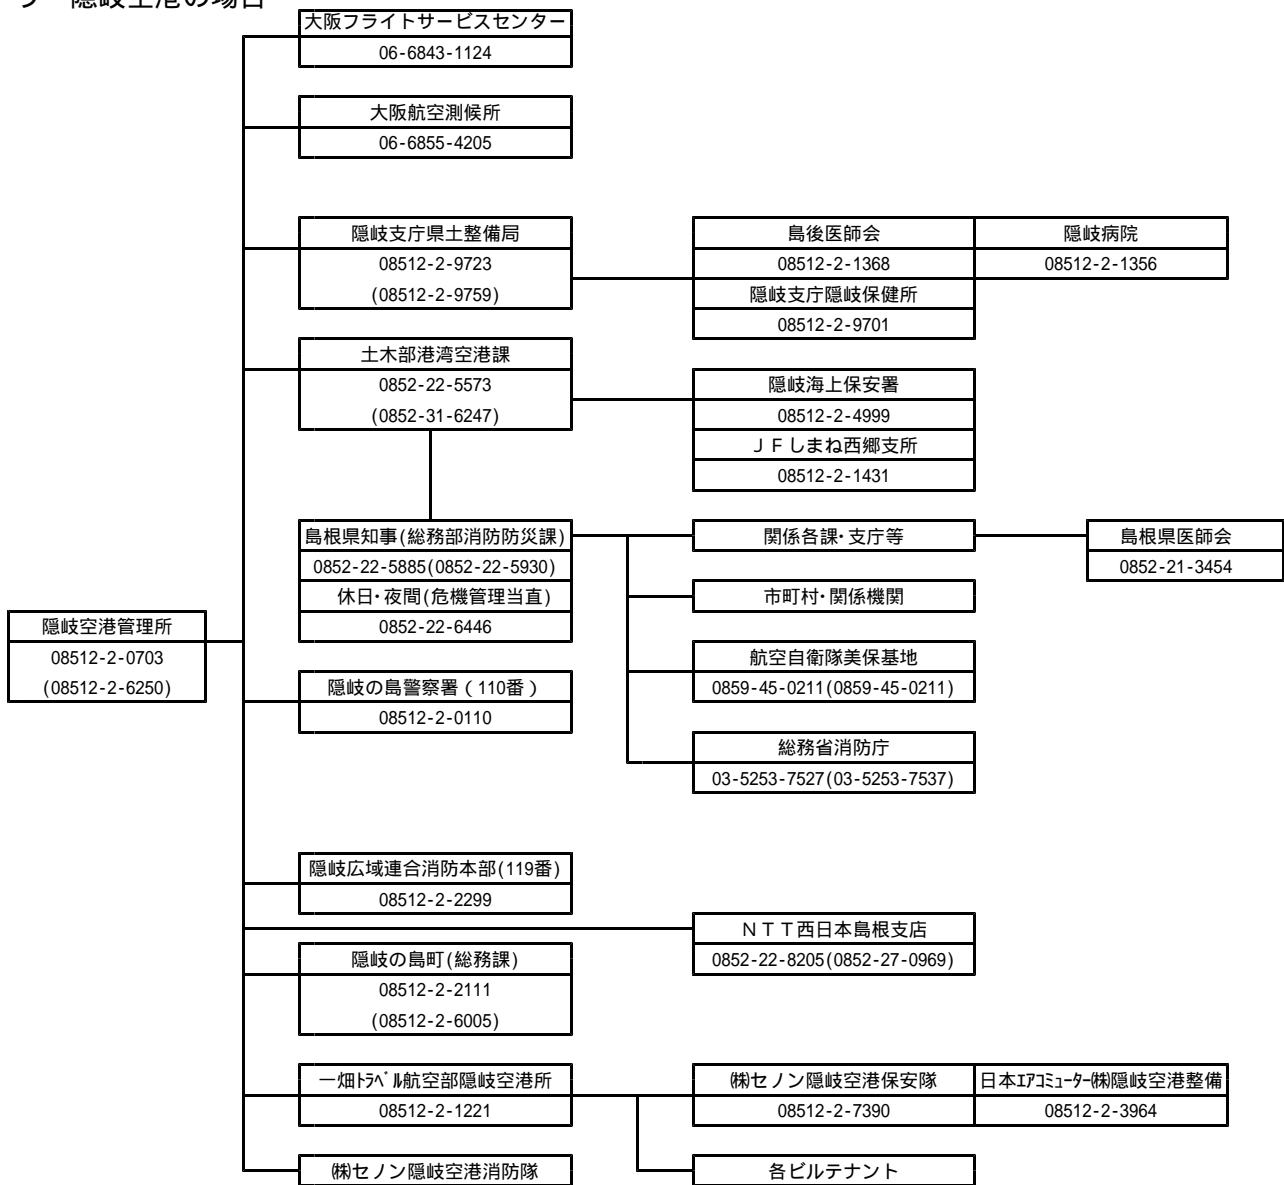 隠岐空港の場合
大阪フライトサービスセンター
06-6843-1124
大阪航空測候所
06-6855-4205
隠岐支庁県土整備局
08512-2-9723
(08512-2-9759)
島後医師会
08512-2-1368
隠岐病院
08512-2-1356
隠岐支庁隠岐保健所
08512-2-9701
土木部港湾空港課
0852-22-5573
(0852-31-6247)
隠岐海上保安署
08512-2-4999
ＪＦしまね西郷支所
08512-2-1431
島根県知事(総務部消防防災課)
0852-22-5885(0852-22-5930)
休日･夜間(危機管理当直)
0852-22-6446
関係各課･支庁等
島根県医師会
0852-21-3454
市町村･関係機関
隠岐空港管理所
08512-2-0703
(08512-2-6250)
航空自衛隊美保基地
0859-45-0211(0859-45-0211)
隠岐の島警察署（110番）
08512-2-0110
総務省消防庁
03-5253-7527(03-5253-7537)
隠岐広域連合消防本部(119番)
08512-2-2299
ＮＴＴ西日本島根支店
0852-22-8205(0852-27-0969)
隠岐の島町(総務課)
08512-2-2111
(08512-2-6005)
一畑ﾄﾗﾍﾞﾙ航空部隠岐空港所
08512-2-1221
㈱セノン隠岐空港保安隊
08512-2-7390
日本ｴｱｺﾐｭｰﾀｰ㈱隠岐空港整備
08512-2-3964
㈱セノン隠岐空港消防隊
各ビルテナント